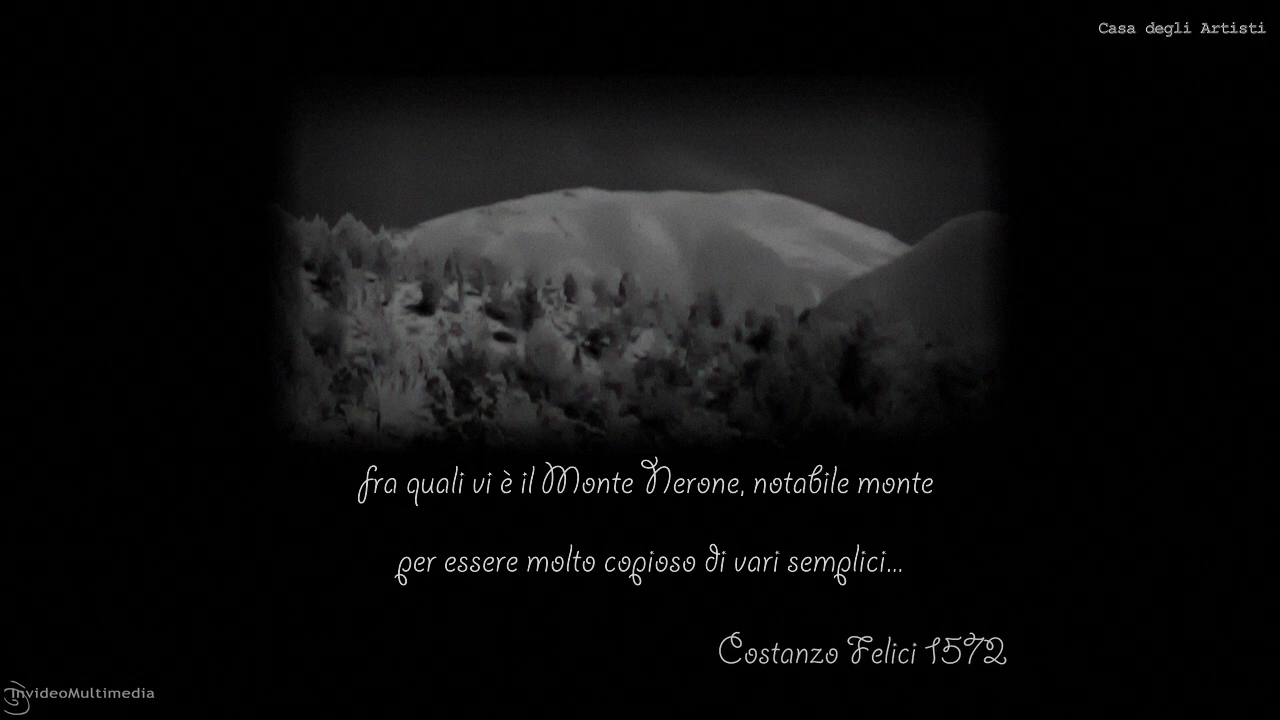 Casa degli Artisti
fra quali vi è il Monte Nerone, notabile monte
per essere molto copioso di vari semplici...
Costanzo Felici 1572
InvideoMultimedia